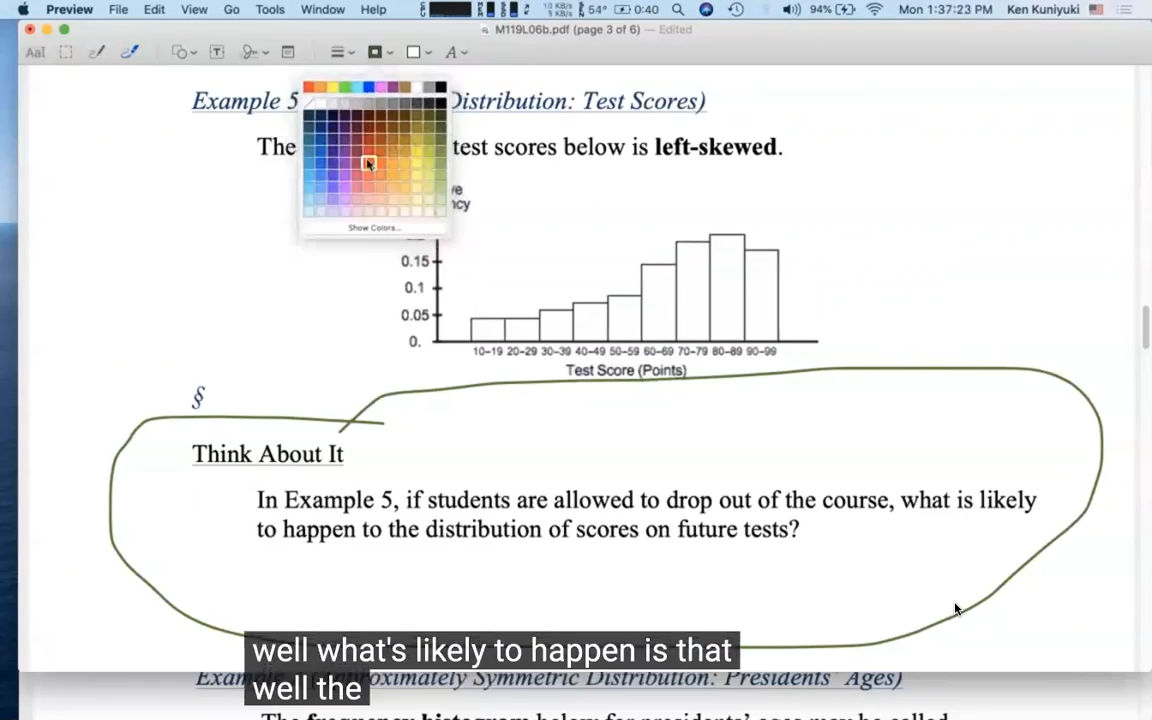 Preview File Edit View Go Tools Window Help 54° 0:40 94% Mon 1:37:23 PM Ken Kuniyuki
M119L06b.pdf (page 3 of 6) — Edited
AaI T A
Example 5 Distribution: Test Scores)
The test scores below is left-skewed.
ve
ncy
Show Colors...
0.15
0.1
0.05
0.
10–19 20–29 30–39 40–49 50–59 60–69 70–79 80–89 90–99
Test Score (Points)
§
Think About It
In Example 5, if students are allowed to drop out of the course, what is likely
to happen to the distribution of scores on future tests?
well what's likely to happen is that
well the
Symmetric Distribution: Presidents' Ages)